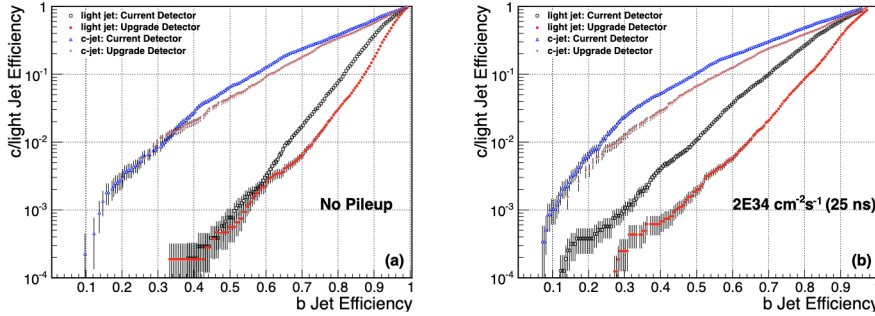 light jet: Current Detector
light jet: Upgrade Detector
c-jet: Current Detector
c-jet: Upgrade Detector
c/light Jet Efficiency
1
10⁻¹
10⁻²
10⁻³
10⁻⁴
No Pileup
(a)
0.1 0.2 0.3 0.4 0.5 0.6 0.7 0.8 0.9 1
b Jet Efficiency
light jet: Current Detector
light jet: Upgrade Detector
c-jet: Current Detector
c-jet: Upgrade Detector
c/light Jet Efficiency
1
10⁻¹
10⁻²
10⁻³
10⁻⁴
2E34 cm⁻²s⁻¹ (25 ns)
(b)
0.1 0.2 0.3 0.4 0.5 0.6 0.7 0.8 0.9 1
b Jet Efficiency